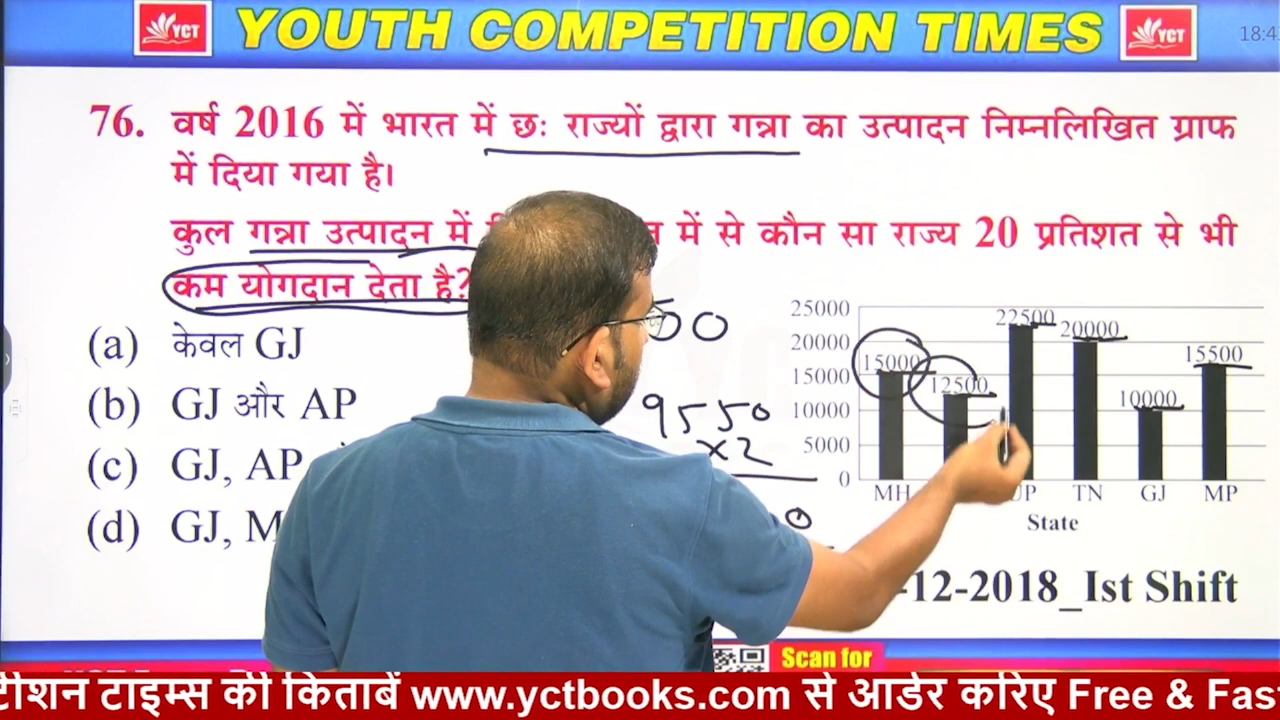 YCT YOUTH COMPETITION TIMES YCT
76. वर्ष 2016 में भारत में छः राज्यों द्वारा गन्ना का उत्पादन निम्नलिखित ग्राफ
में दिया गया है।
कुल गन्ना उत्पादन में में से कौन सा राज्य 20 प्रतिशत से भी
कम योगदान देता है?
(a) केवल GJ
(b) GJ और AP
(c) GJ, AP
(d) GJ,
9550
×2
25000
20000
15000
10000
5000
0
15000
12500
22500
20000
10000
15500
MH UP TN GJ MP
State
-12-2018_Ist Shift
Scan for
टाइम्स की किताबें www.yctbooks.com से आर्डर करिए Free &